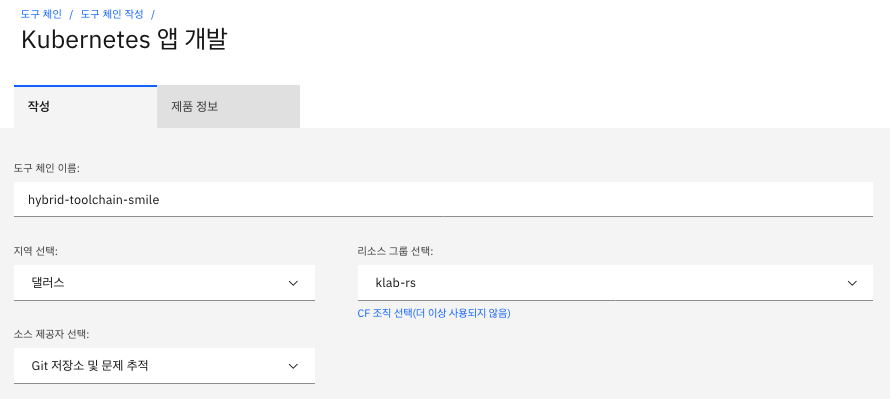 도구 체인 / 도구 체인 작성 /
Kubernetes 앱 개발
작성 제품 정보
도구 체인 이름:
hybrid-toolchain-smile
지역 선택: 리소스 그룹 선택:
댈러스 klab-rs
CF 조직 선택(더 이상 사용되지 않음)
소스 제공자 선택:
Git 저장소 및 문제 추적